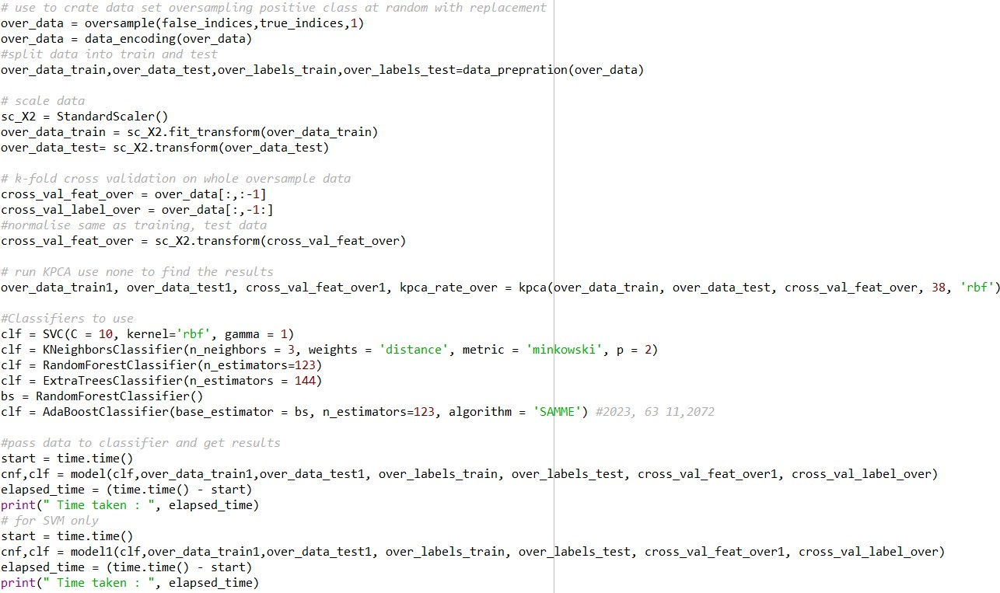 # use to crate data set oversampling positive class at random with replacement
over_data = oversample(false_indices,true_indices,1)
over_data = data_encoding(over_data)
#split data into train and test
over_data_train,over_data_test,over_labels_train,over_labels_test=data_prepration(over_data)
# scale data
sc_X2 = StandardScaler()
over_data_train = sc_X2.fit_transform(over_data_train)
over_data_test= sc_X2.transform(over_data_test)
# k-fold cross validation on whole oversample data
cross_val_feat_over = over_data[:,:-1]
cross_val_label_over = over_data[:,-1:]
#normalise same as training, test data
cross_val_feat_over = sc_X2.transform(cross_val_feat_over)
# run KPCA use none to find the results
over_data_train1, over_data_test1, cross_val_feat_over1, kpca_rate_over = kpca(over_data_train, over_data_test, cross_val_feat_over, 38, 'rbf')
#Classifiers to use
clf = SVC(C = 10, kernel='rbf', gamma = 1)
clf = KNeighborsClassifier(n_neighbors = 3, weights = 'distance', metric = 'minkowski', p = 2)
clf = RandomForestClassifier(n_estimators=123)
clf = ExtraTreesClassifier(n_estimators = 144)
bs = RandomForestClassifier()
clf = AdaBoostClassifier(base_estimator = bs, n_estimators=123, algorithm = 'SAMME') #2023, 63 11,2072
#pass data to classifier and get results
start = time.time()
cnf,clf = model(clf,over_data_train1,over_data_test1, over_labels_train, over_labels_test, cross_val_feat_over1, cross_val_label_over)
elapsed_time = (time.time() - start)
print(" Time taken : ", elapsed_time)
# for SVM only
start = time.time()
cnf,clf = model1(clf,over_data_train1,over_data_test1, over_labels_train, over_labels_test, cross_val_feat_over1, cross_val_label_over)
elapsed_time = (time.time() - start)
print(" Time taken : ", elapsed_time)